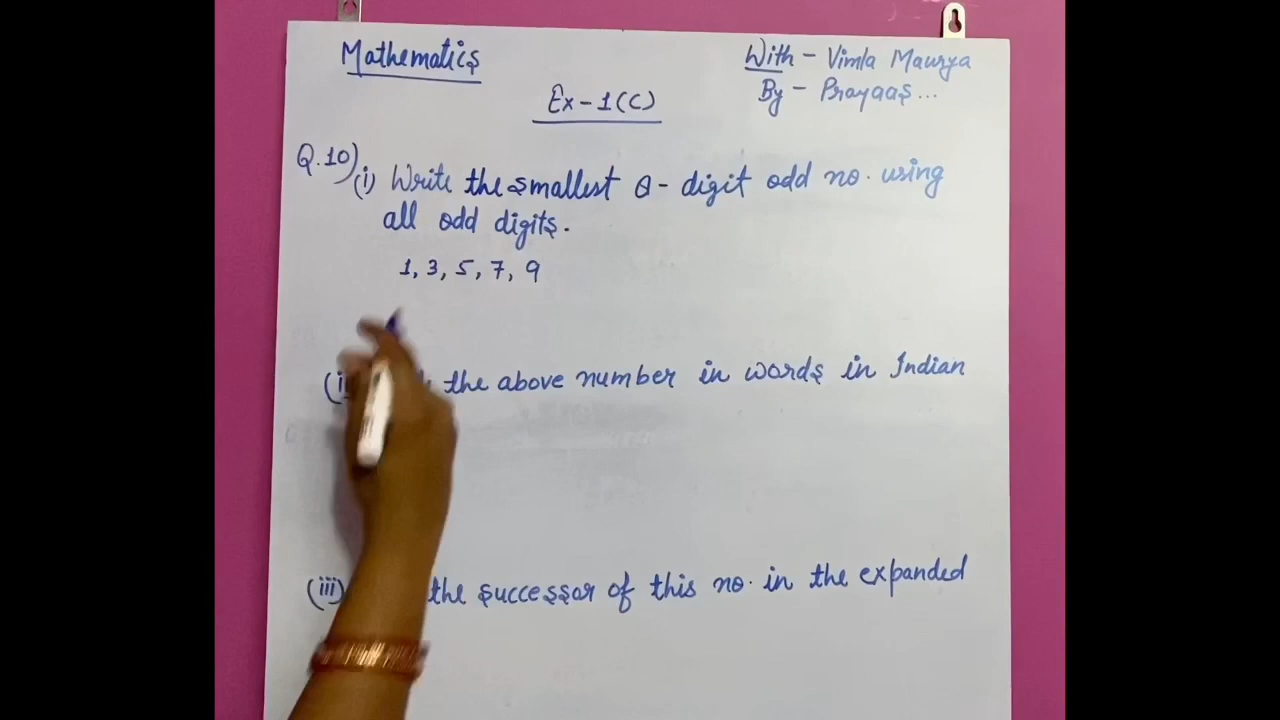 Mathematics
With - Vimla Maurya
By - Prayaas...
Ex-1(C)
Q.10) (i) Write the smallest 8-digit odd no. using
all odd digits.
1, 3, 5, 7, 9
the above number in words in Indian
(iii) the successor of this no. in the expanded